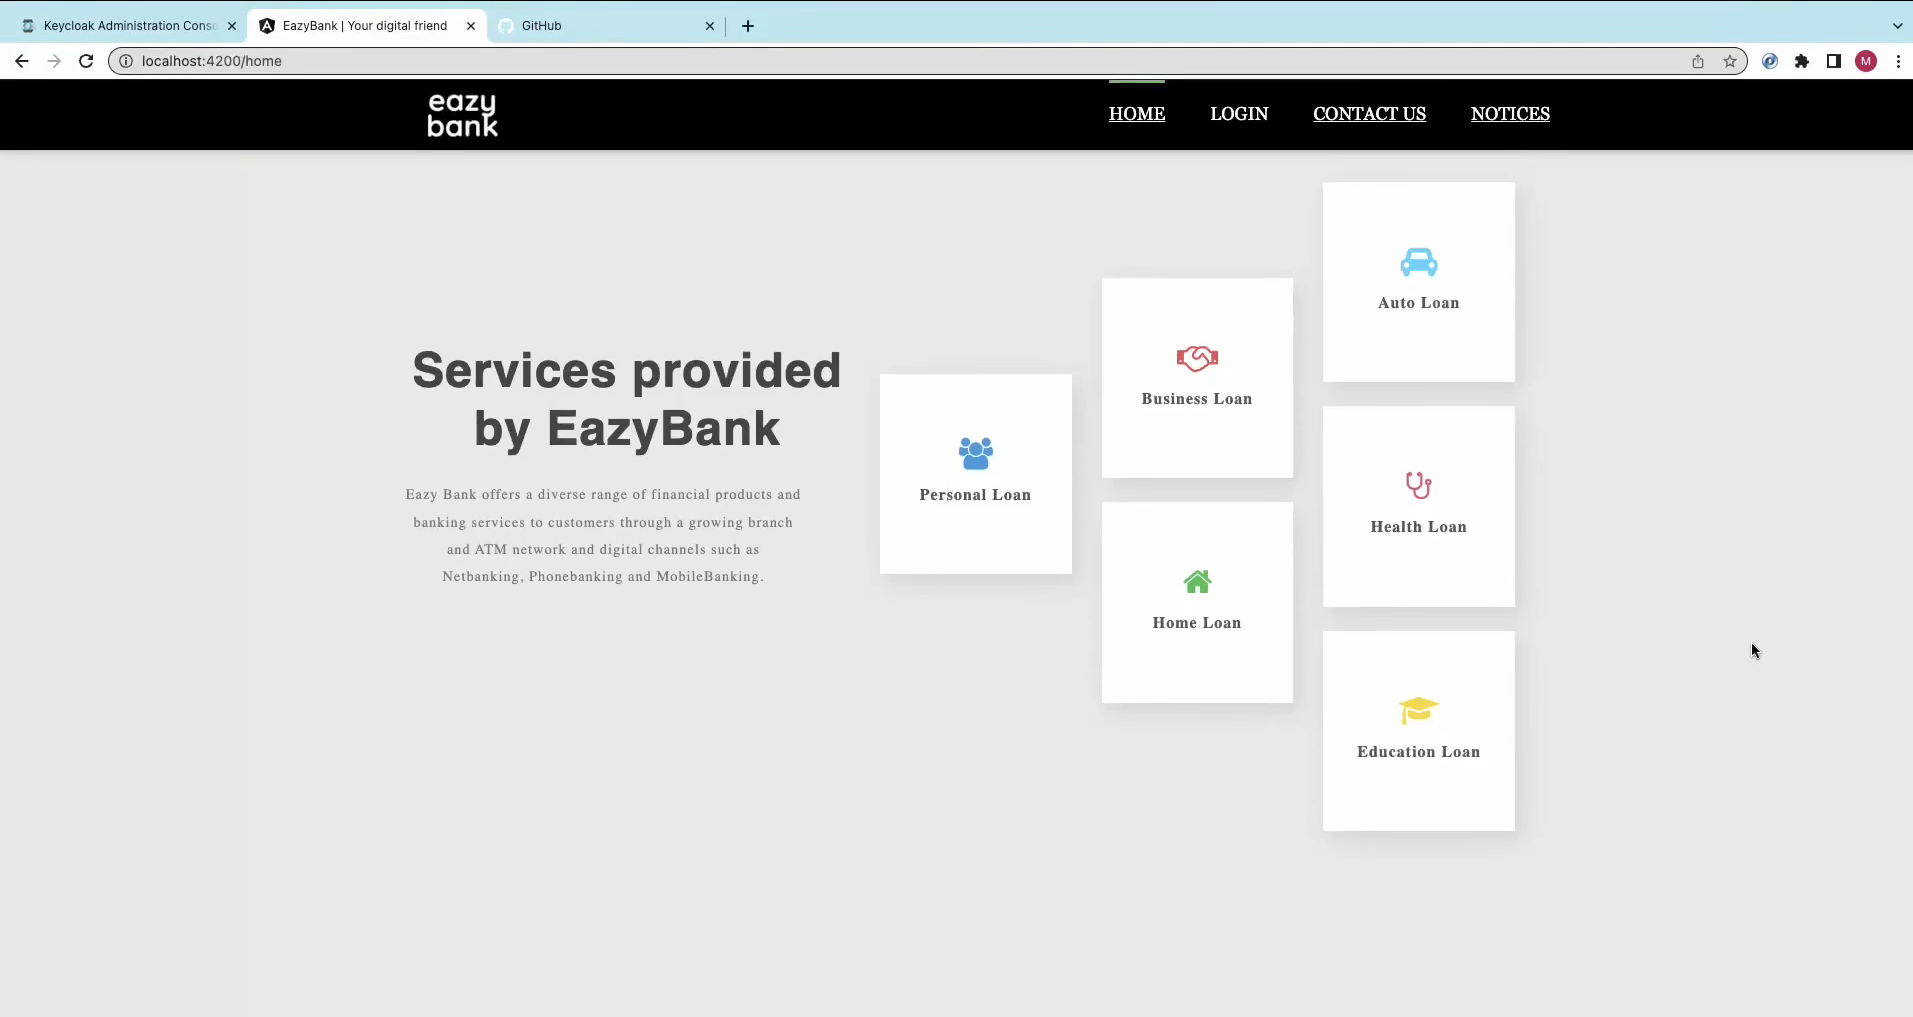 Keycloak Administration Conso
EazyBank | Your digital friend
GitHub
localhost:4200/home
M
eazy
bank
HOME
LOGIN
CONTACT US
NOTICES
Services provided
by EazyBank
Eazy Bank offers a diverse range of financial products and
banking services to customers through a growing branch
and ATM network and digital channels such as
Netbanking, Phonebanking and MobileBanking.
Personal Loan
Business Loan
Home Loan
Auto Loan
Health Loan
Education Loan